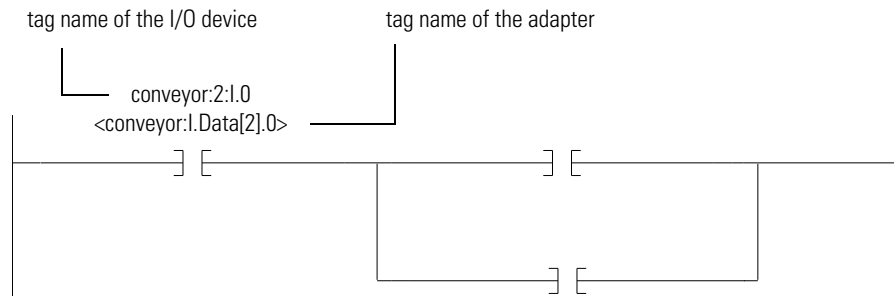 tag name of the I/O device
tag name of the adapter
conveyor:2:I.0
<conveyor:I.Data[2].0>